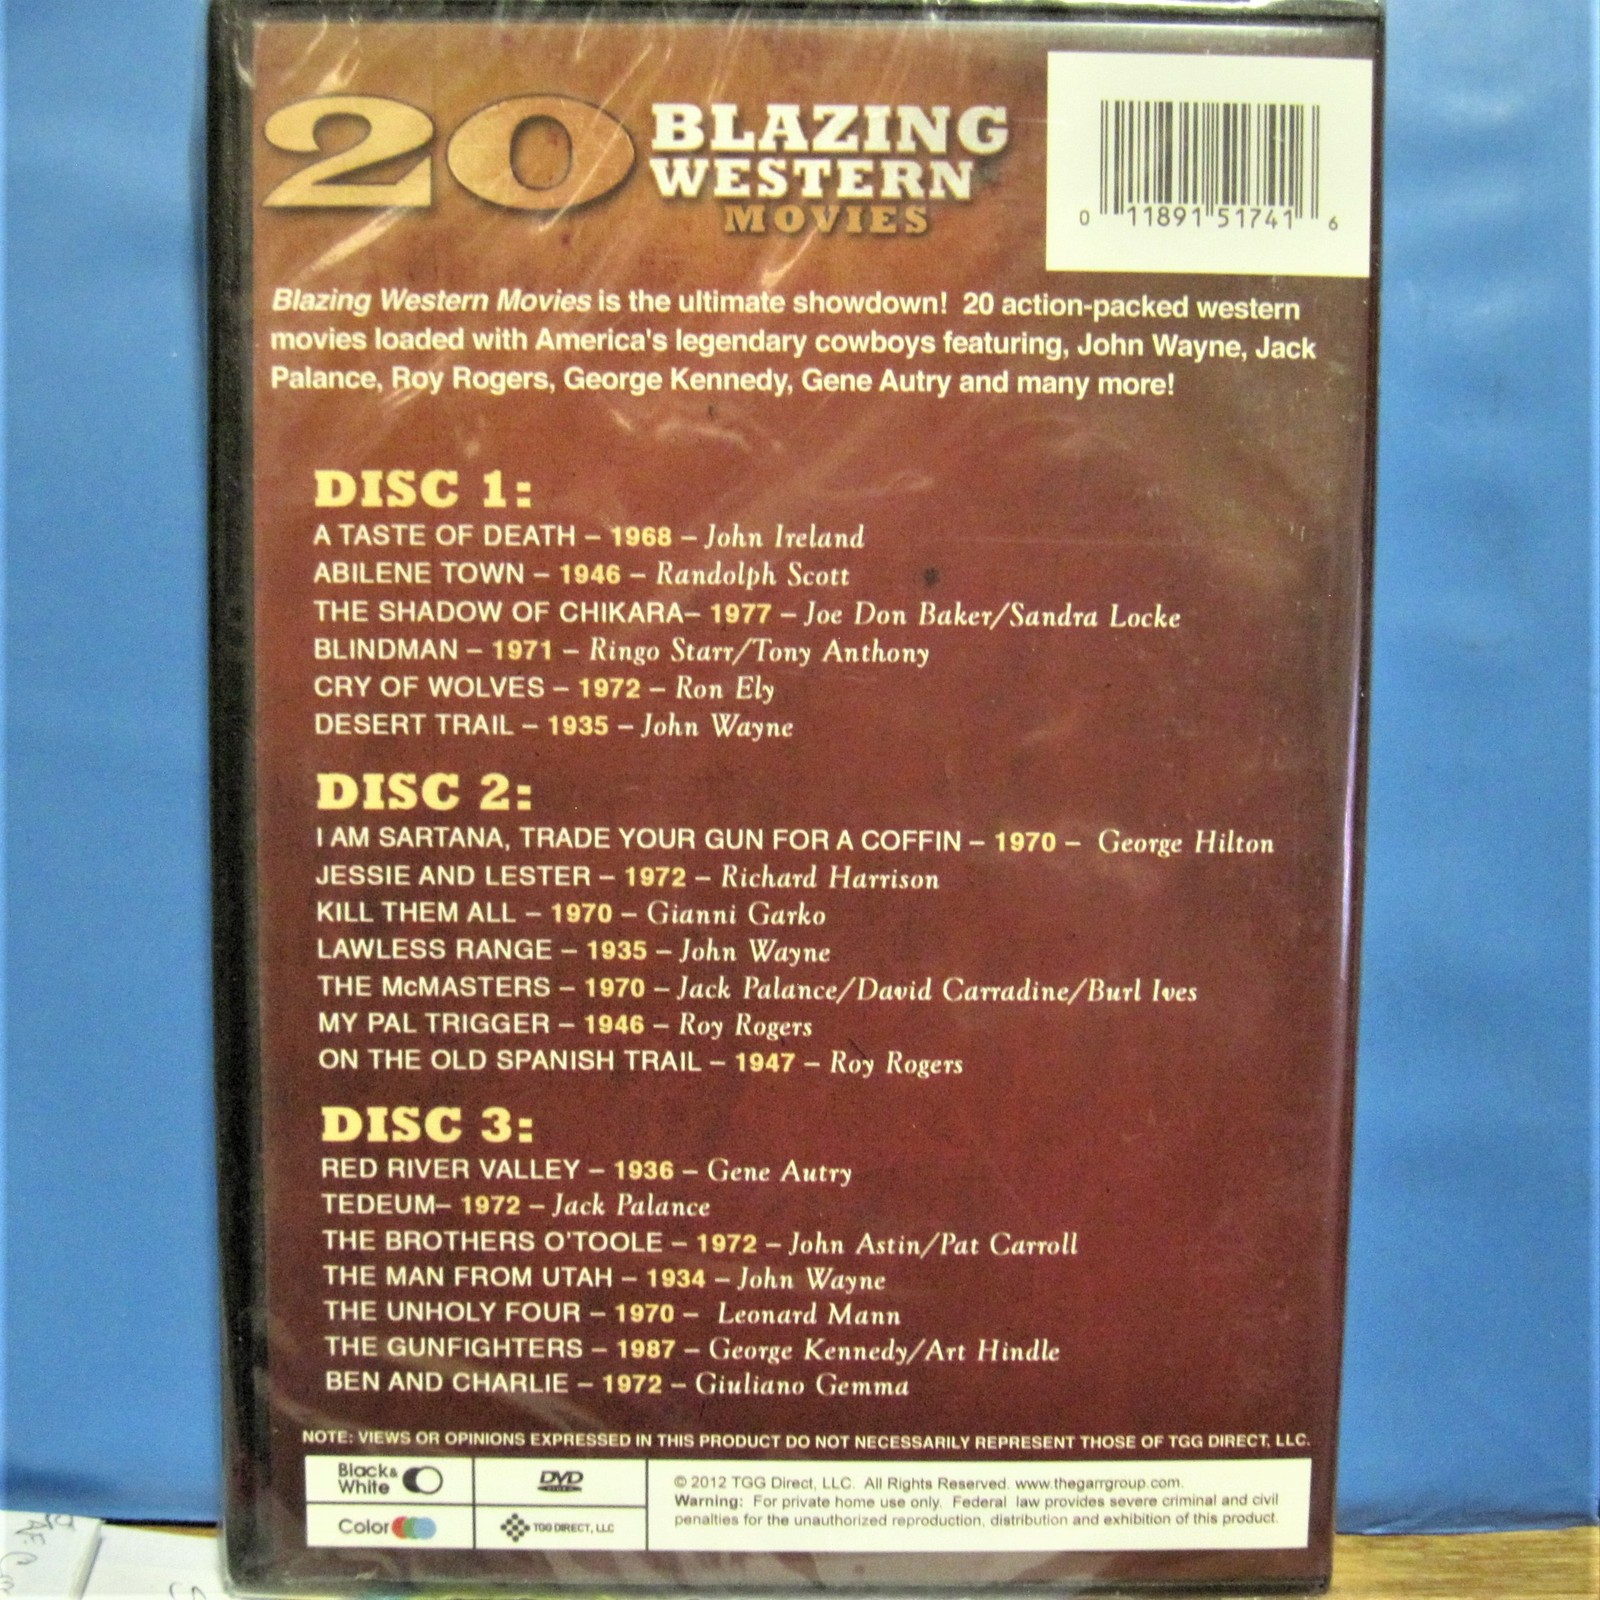 20 BLAZING
WESTERN
MOVIES
0 11891 51741 6
Blazing Western Movies is the ultimate showdown! 20 action-packed western
movies loaded with America's legendary cowboys featuring, John Wayne, Jack
Palance, Roy Rogers, George Kennedy, Gene Autry and many more!
DISC 1:
A TASTE OF DEATH – 1968 – John Ireland
ABILENE TOWN – 1946 – Randolph Scott
THE SHADOW OF CHIKARA– 1977 – Joe Don Baker/Sandra Locke
BLINDMAN – 1971 – Ringo Starr/Tony Anthony
CRY OF WOLVES – 1972 – Ron Ely
DESERT TRAIL – 1935 – John Wayne
DISC 2:
I AM SARTANA, TRADE YOUR GUN FOR A COFFIN – 1970 – George Hilton
JESSIE AND LESTER – 1972 – Richard Harrison
KILL THEM ALL – 1970 – Gianni Garko
LAWLESS RANGE – 1935 – John Wayne
THE McMASTERS – 1970 – Jack Palance/David Carradine/Burl Ives
MY PAL TRIGGER – 1946 – Roy Rogers
ON THE OLD SPANISH TRAIL – 1947 – Roy Rogers
DISC 3:
RED RIVER VALLEY – 1936 – Gene Autry
TEDEUM– 1972 – Jack Palance
THE BROTHERS O'TOOLE – 1972 – John Astin/Pat Carroll
THE MAN FROM UTAH – 1934 – John Wayne
THE UNHOLY FOUR – 1970 – Leonard Mann
THE GUNFIGHTERS – 1987 – George Kennedy/Art Hindle
BEN AND CHARLIE – 1972 – Giuliano Gemma
NOTE: VIEWS OR OPINIONS EXPRESSED IN THIS PRODUCT DO NOT NECESSARILY REPRESENT THOSE OF TGG DIRECT, LLC.
Black&
White
Color
DVD
VIDEO
TGG DIRECT, LLC
© 2012 TGG Direct, LLC. All Rights Reserved. www.thegarrgroup.com.
Warning: For private home use only. Federal law provides severe criminal and civil
penalties for the unauthorized reproduction, distribution and exhibition of this product.